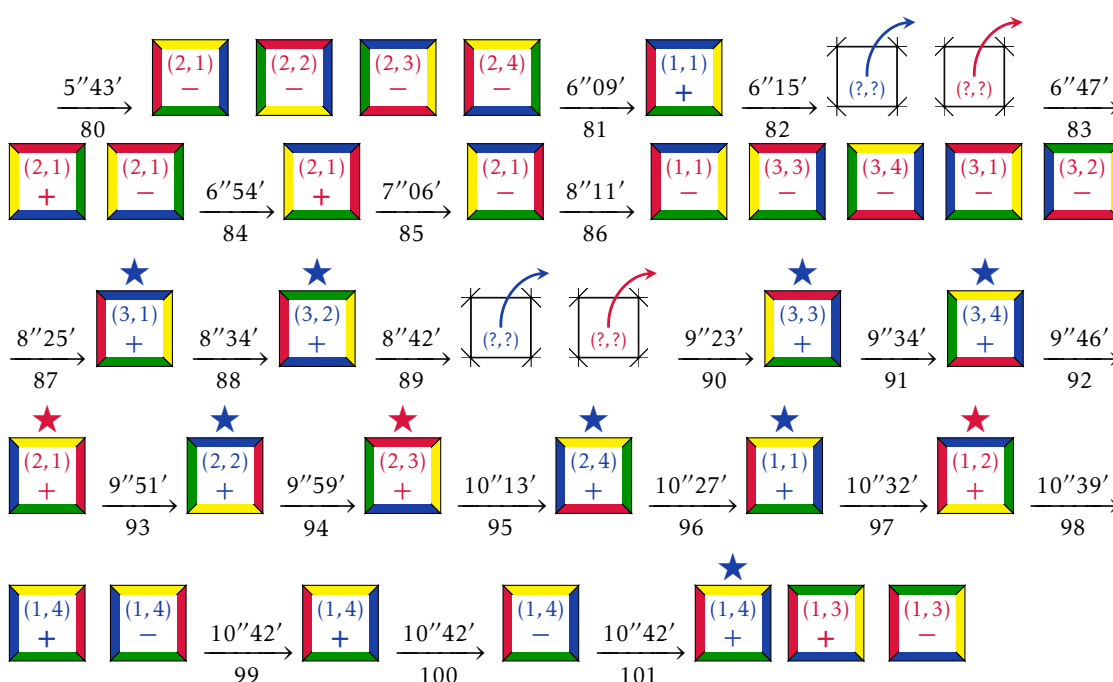 5″43′ (2,1) (2,2) (2,3) (2,4) 6″09′ (1,1) 6″15′ (?,?) (?,?) 6″47′
80 − − − − 81 + 82 83
(2,1) (2,1) 6″54′ (2,1) 7″06′ (2,1) 8″11′ (1,1) (3,3) (3,4) (3,1) (3,2)
+ − 84 + 85 − 86 − − − − −
8″25′ (3,1) 8″34′ (3,2) 8″42′ (?,?) (?,?) 9″23′ (3,3) 9″34′ (3,4) 9″46′
87 + 88 + 89 90 + 91 + 92
(2,1) 9″51′ (2,2) 9″59′ (2,3) 10″13′ (2,4) 10″27′ (1,1) 10″32′ (1,2) 10″39′
+ 93 + 94 + 95 + 96 + 97 + 98
(1,4) (1,4) 10″42′ (1,4) 10″42′ (1,4) 10″42′ (1,4) (1,3) (1,3)
+ − 99 + 100 − 101 + + −